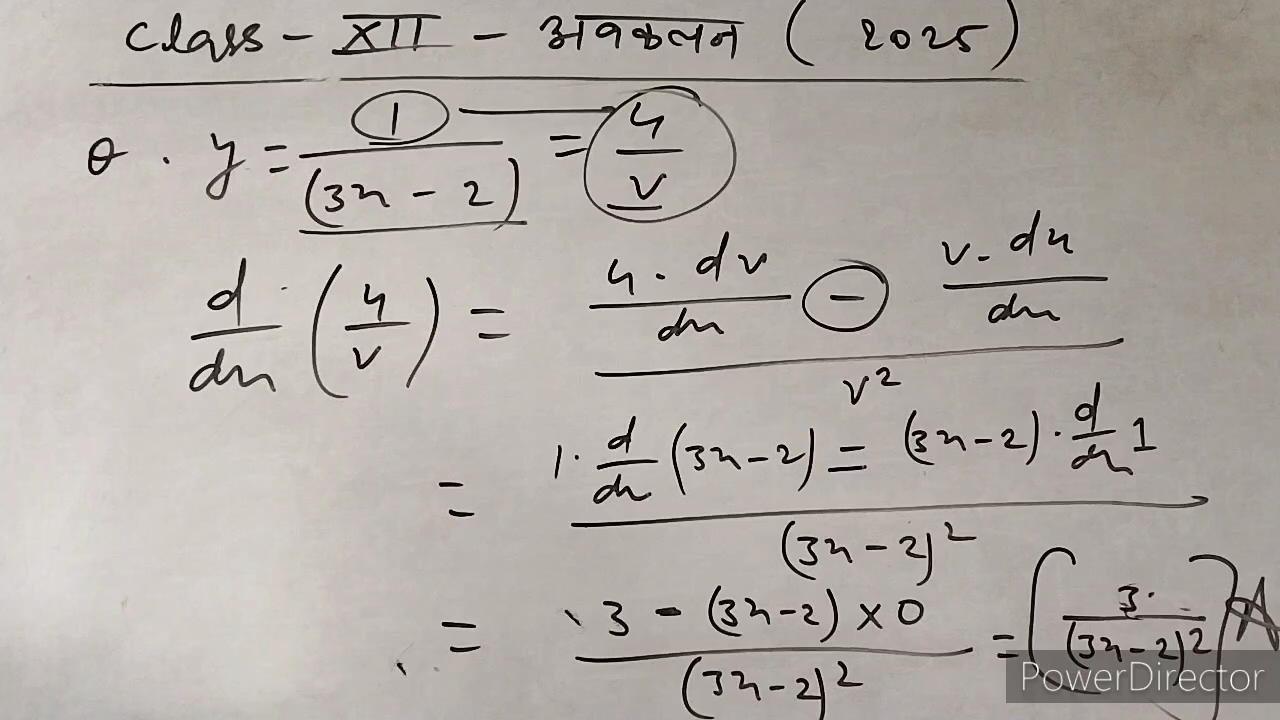 Class - XII - अवकलन ( 2025 )
Q . y = 1 / (3x - 2) = u / v
d/dx (u/v) = (u . dv/dx - v . du/dx) / v²
= (1 . d/dx (3x - 2) = (3x - 2) . d/dx 1) / (3x - 2)²
= (3 - (3x - 2) × 0) / (3x - 2)² = [3 / (3x - 2)²] A
PowerDirector